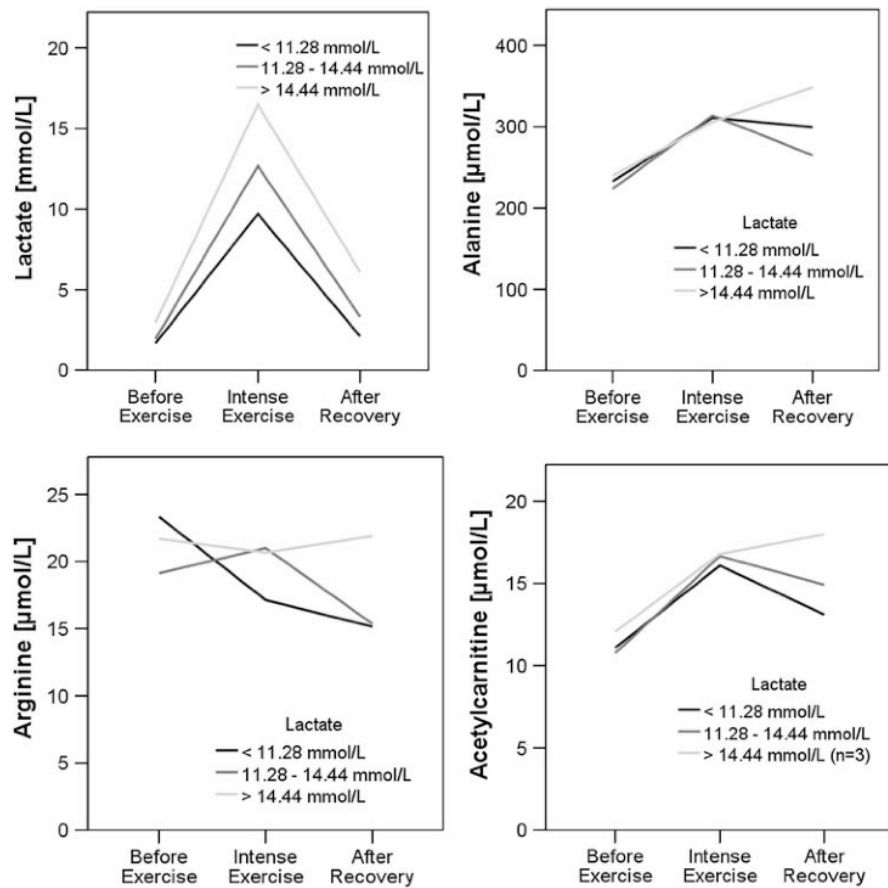 Lactate [mmol/L]
20
15
10
5
0
< 11.28 mmol/L
11.28 - 14.44 mmol/L
> 14.44 mmol/L
Before
Exercise
Intense
Exercise
After
Recovery
Alanine [µmol/L]
400
300
200
100
0
Lactate
< 11.28 mmol/L
11.28 - 14.44 mmol/L
>14.44 mmol/L
Before
Exercise
Intense
Exercise
After
Recovery
Arginine [µmol/L]
25
20
15
10
5
0
Lactate
< 11.28 mmol/L
11.28 - 14.44 mmol/L
> 14.44 mmol/L
Before
Exercise
Intense
Exercise
After
Recovery
Acetylcarnitine [µmol/L]
20
15
10
5
0
Lactate
< 11.28 mmol/L
11.28 - 14.44 mmol/L
> 14.44 mmol/L (n=3)
Before
Exercise
Intense
Exercise
After
Recovery